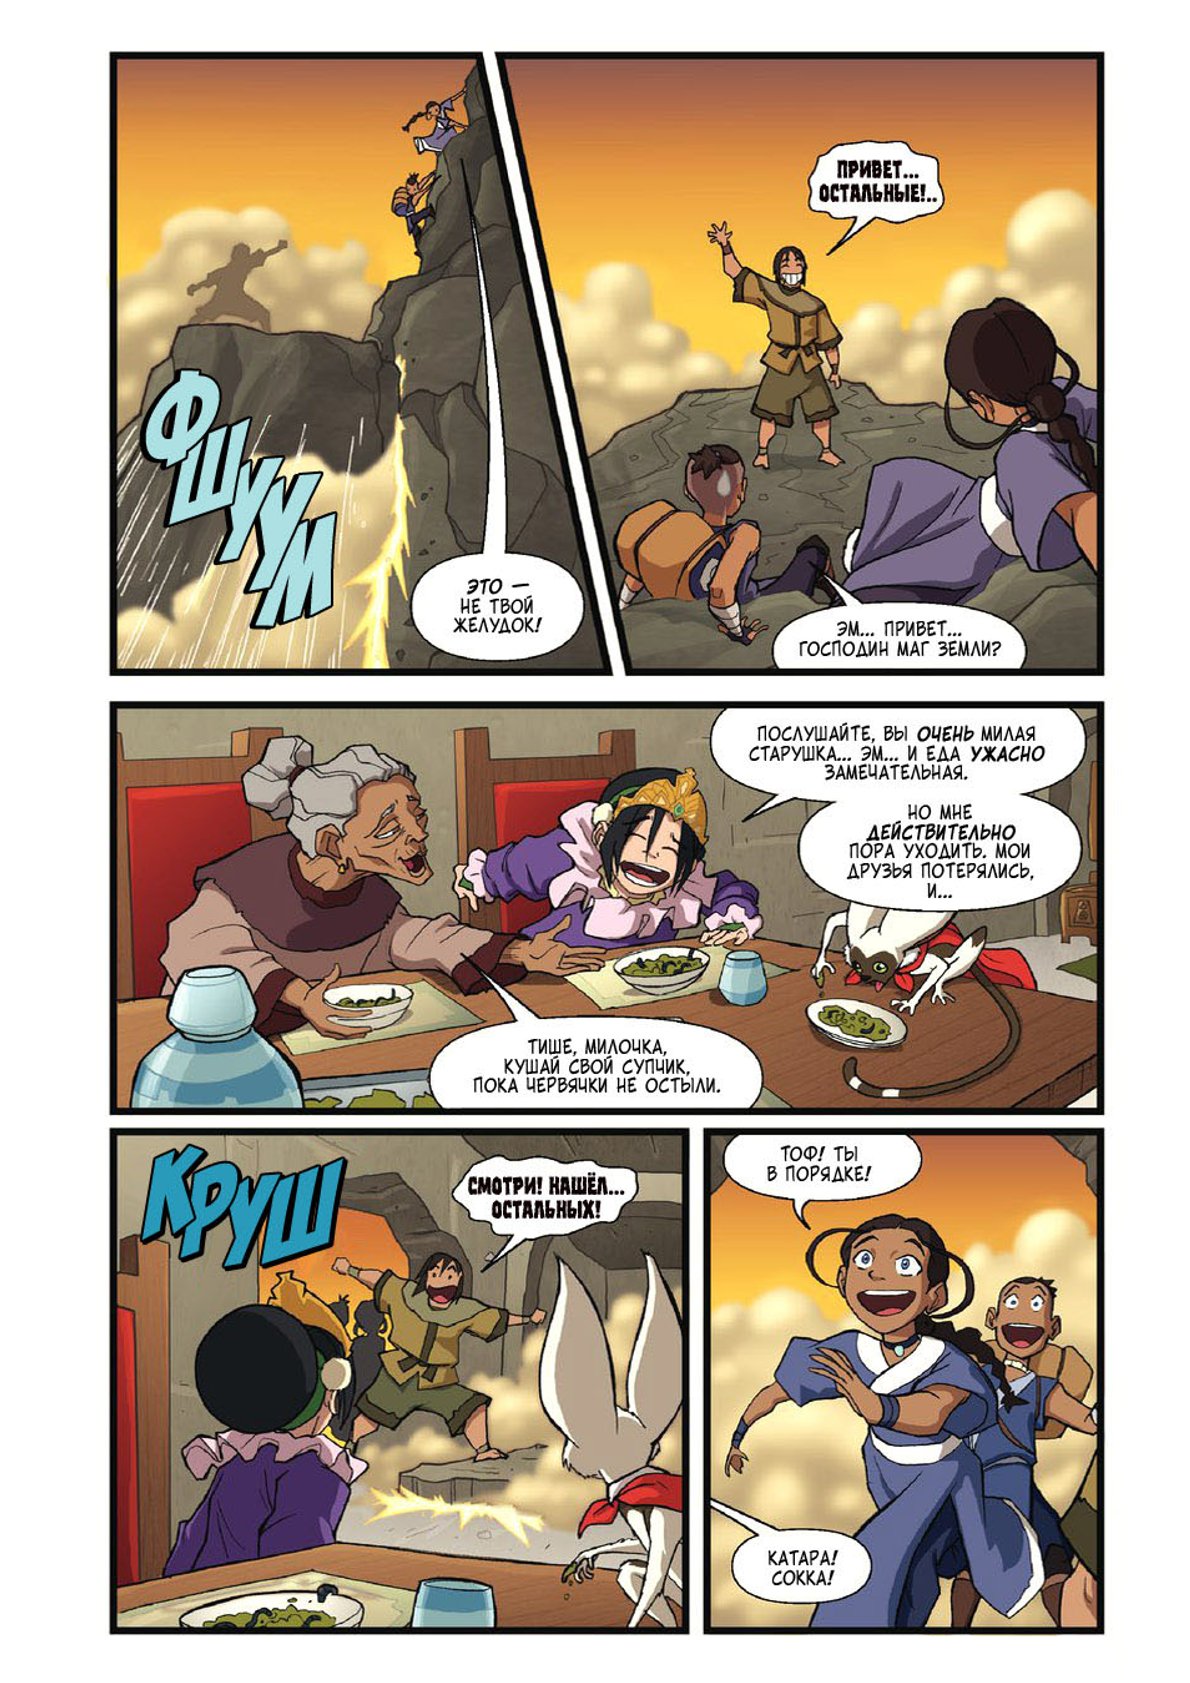 ФШУУМ
ЭТО —
НЕ ТВОЙ
ЖЕЛУДОК!
ПРИВЕТ...
ОСТАЛЬНЫЕ!..
ЭМ... ПРИВЕТ...
ГОСПОДИН МАГ ЗЕМЛИ?
ПОСЛУШАЙТЕ, ВЫ ОЧЕНЬ МИЛАЯ
СТАРУШКА... ЭМ... И ЕДА УЖАСНО
ЗАМЕЧАТЕЛЬНАЯ.
НО МНЕ
ДЕЙСТВИТЕЛЬНО
ПОРА УХОДИТЬ. МОИ
ДРУЗЬЯ ПОТЕРЯЛИСЬ,
И...
ТИШЕ, МИЛОЧКА,
КУШАЙ СВОЙ СУПЧИК,
ПОКА ЧЕРВЯЧКИ НЕ ОСТЫЛИ.
КРУШ
СМОТРИ! НАШЁЛ...
ОСТАЛЬНЫХ!
ТОФ! ТЫ
В ПОРЯДКЕ!
КАТАРА!
СОККА!